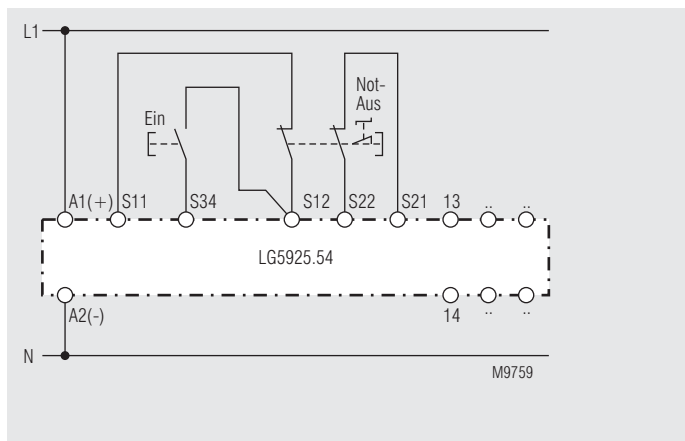 L1
Not-
Aus
Ein
A1(+) S11 S34 S12 S22 S21 13 .. ..
LG5925.54
A2(-) 14 .. ..
N
M9759